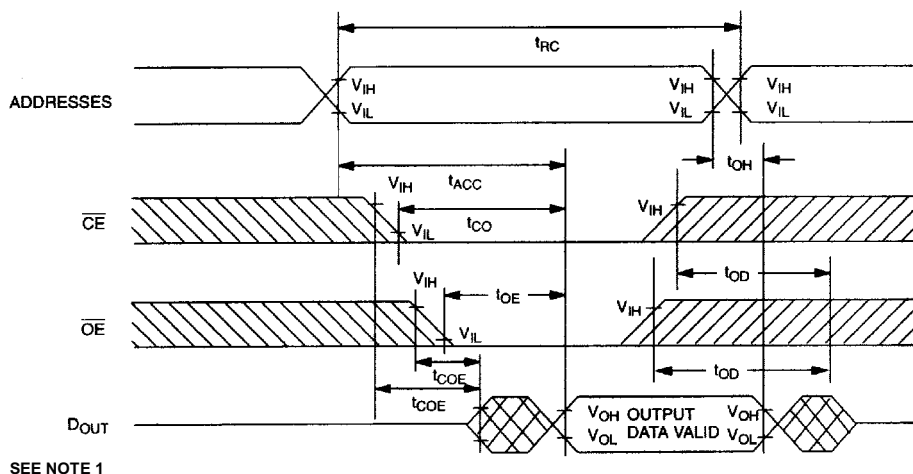 tRC
ADDRESSES
VIH
VIL
VIH
VIL
VIH
VIL
tOH
tACC
CE
VIH
tCO
VIL
VIH
tOD
OE
VIH
tOE
VIL
VIH
tCOE
tCOE
tOD
DOUT
VOH OUTPUT VOH
VOL DATA VALID VOL
SEE NOTE 1